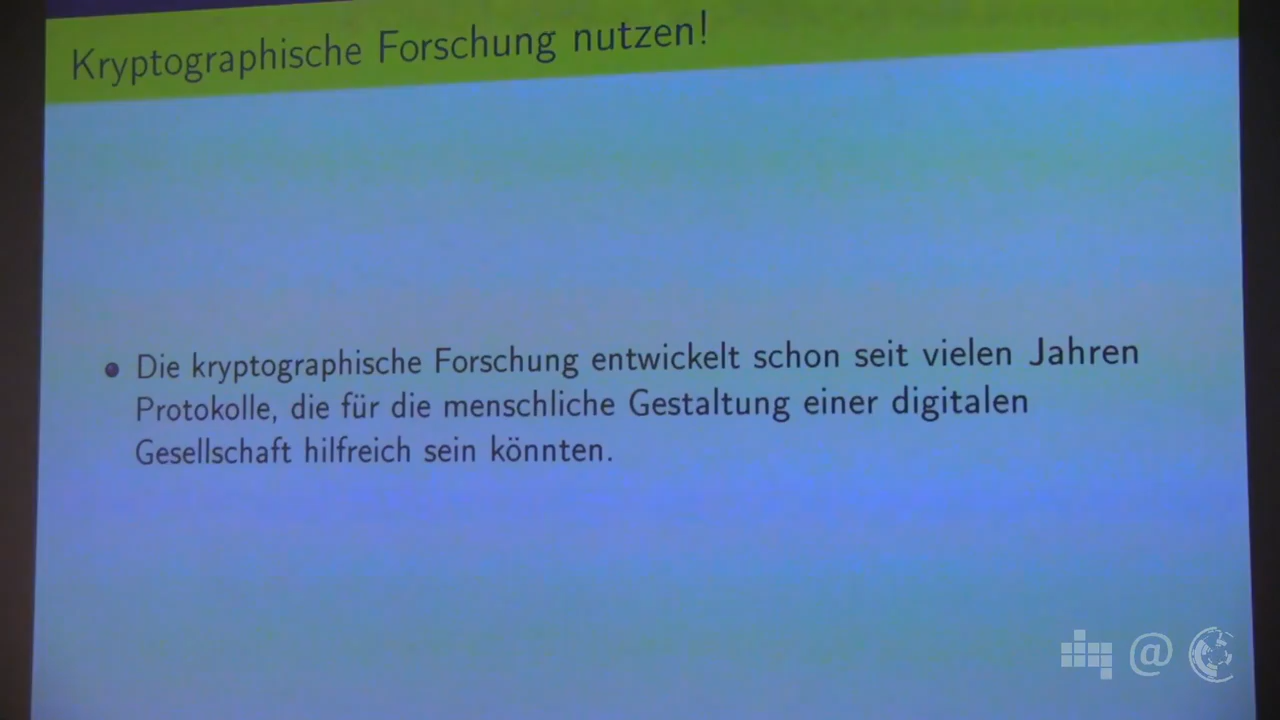 Kryptographische Forschung nutzen!
Die kryptographische Forschung entwickelt schon seit vielen Jahren
Protokolle, die für die menschliche Gestaltung einer digitalen
Gesellschaft hilfreich sein könnten.
@